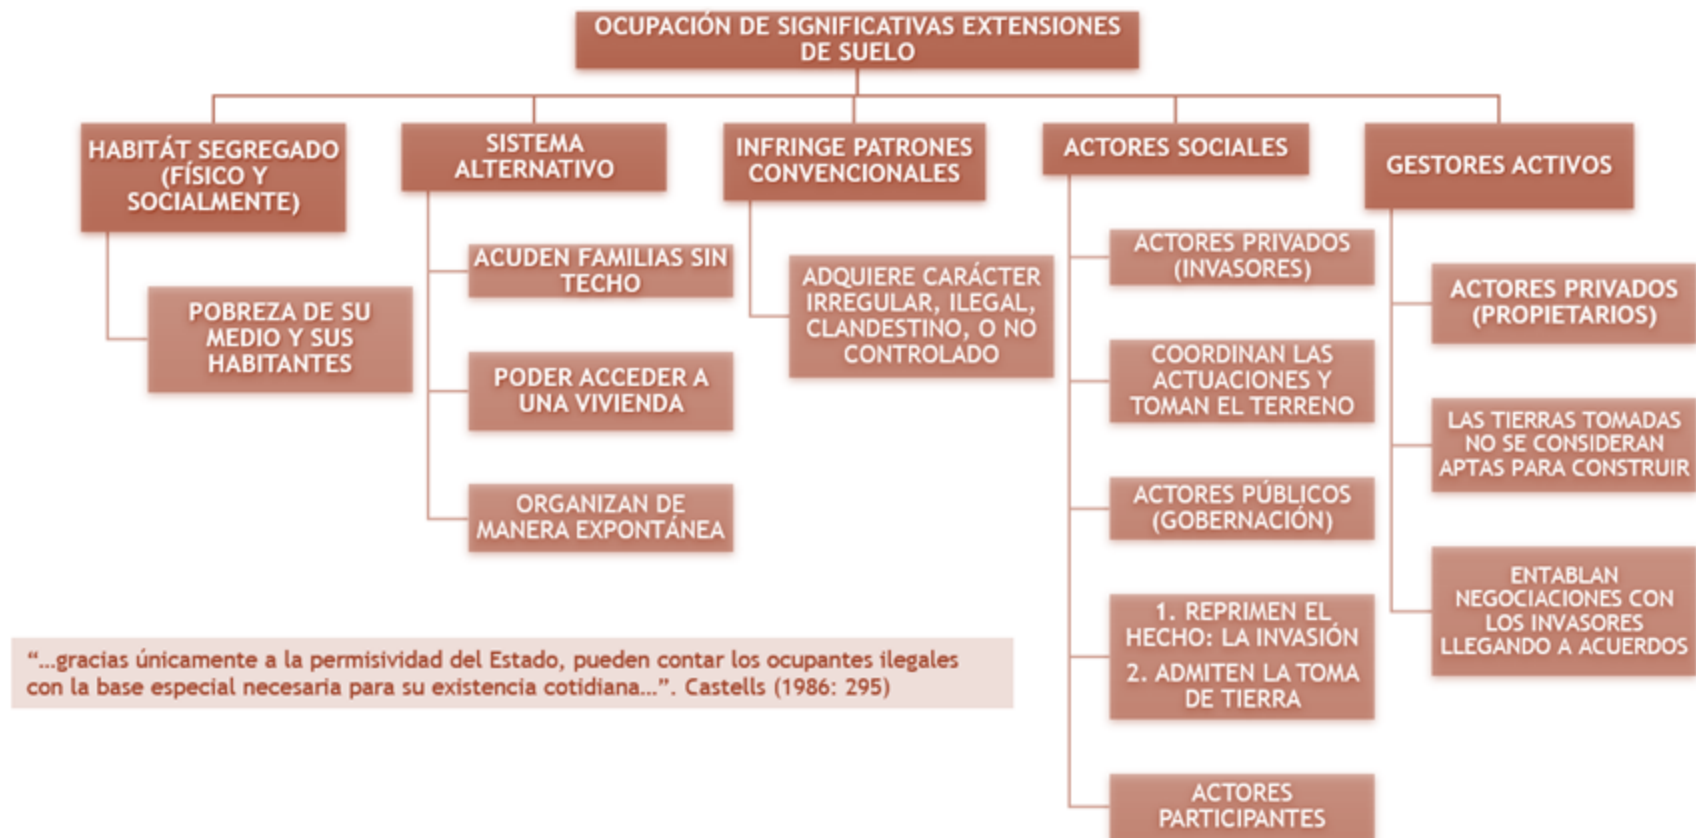 OCUPACIÓN DE SIGNIFICATIVAS EXTENSIONES
DE SUELO
HABITÁT SEGREGADO
(FÍSICO Y
SOCIALMENTE)
POBREZA DE SU
MEDIO Y SUS
HABITANTES
SISTEMA
ALTERNATIVO
ACUDEN FAMILIAS SIN
TECHO
PODER ACCEDER A
UNA VIVIENDA
ORGANIZAN DE
MANERA EXPONTÁNEA
INFRINGE PATRONES
CONVENCIONALES
ADQUIERE CARÁCTER
IRREGULAR, ILEGAL,
CLANDESTINO, O NO
CONTROLADO
ACTORES SOCIALES
ACTORES PRIVADOS
(INVASORES)
COORDINAN LAS
ACTUACIONES Y
TOMAN EL TERRENO
ACTORES PÚBLICOS
(GOBERNACIÓN)
1. REPRIMEN EL
HECHO: LA INVASIÓN
2. ADMITEN LA TOMA
DE TIERRA
ACTORES
PARTICIPANTES
GESTORES ACTIVOS
ACTORES PRIVADOS
(PROPIETARIOS)
LAS TIERRAS TOMADAS
NO SE CONSIDERAN
APTAS PARA CONSTRUIR
ENTABLAN
NEGOCIACIONES CON
LOS INVASORES
LLEGANDO A ACUERDOS
“...gracias únicamente a la permisividad del Estado, pueden contar los ocupantes ilegales
con la base especial necesaria para su existencia cotidiana...”. Castells (1986: 295)